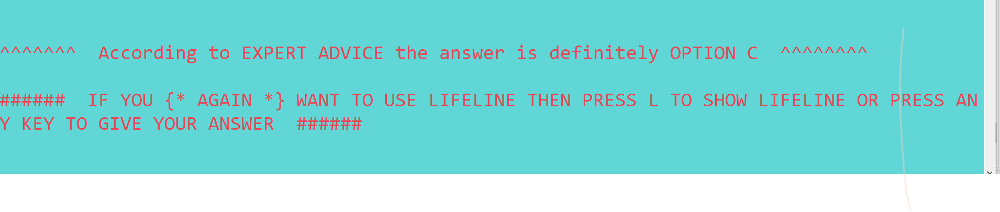 ^^^^^^^  According to EXPERT ADVICE the answer is definitely OPTION C  ^^^^^^^^
######  IF YOU {* AGAIN *} WANT TO USE LIFELINE THEN PRESS L TO SHOW LIFELINE OR PRESS AN
Y KEY TO GIVE YOUR ANSWER  ######